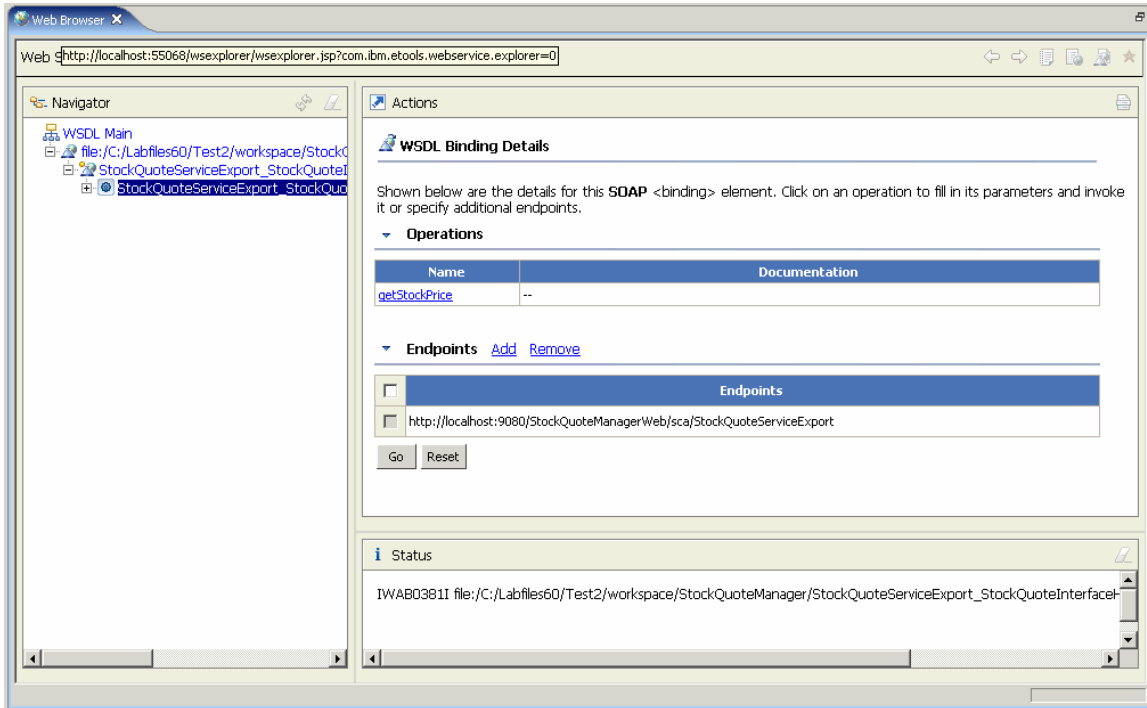 Web Browser
Web S
http://localhost:55068/wsexplorer/wsexplorer.jsp?com.ibm.etools.webservice.explorer=0
Navigator
WSDL Main
file:/C:/Labfiles60/Test2/workspace/StockQ
StockQuoteServiceExport_StockQuoteI
StockQuoteServiceExport_StockQuo
Actions
WSDL Binding Details
Shown below are the details for this SOAP <binding> element. Click on an operation to fill in its parameters and invoke
it or specify additional endpoints.
Operations
Name Documentation
getStockPrice --
Endpoints Add Remove
Endpoints
http://localhost:9080/StockQuoteManagerWeb/sca/StockQuoteServiceExport
Go Reset
i Status
IWAB0381I file:/C:/Labfiles60/Test2/workspace/StockQuoteManager/StockQuoteServiceExport_StockQuoteInterfaceH